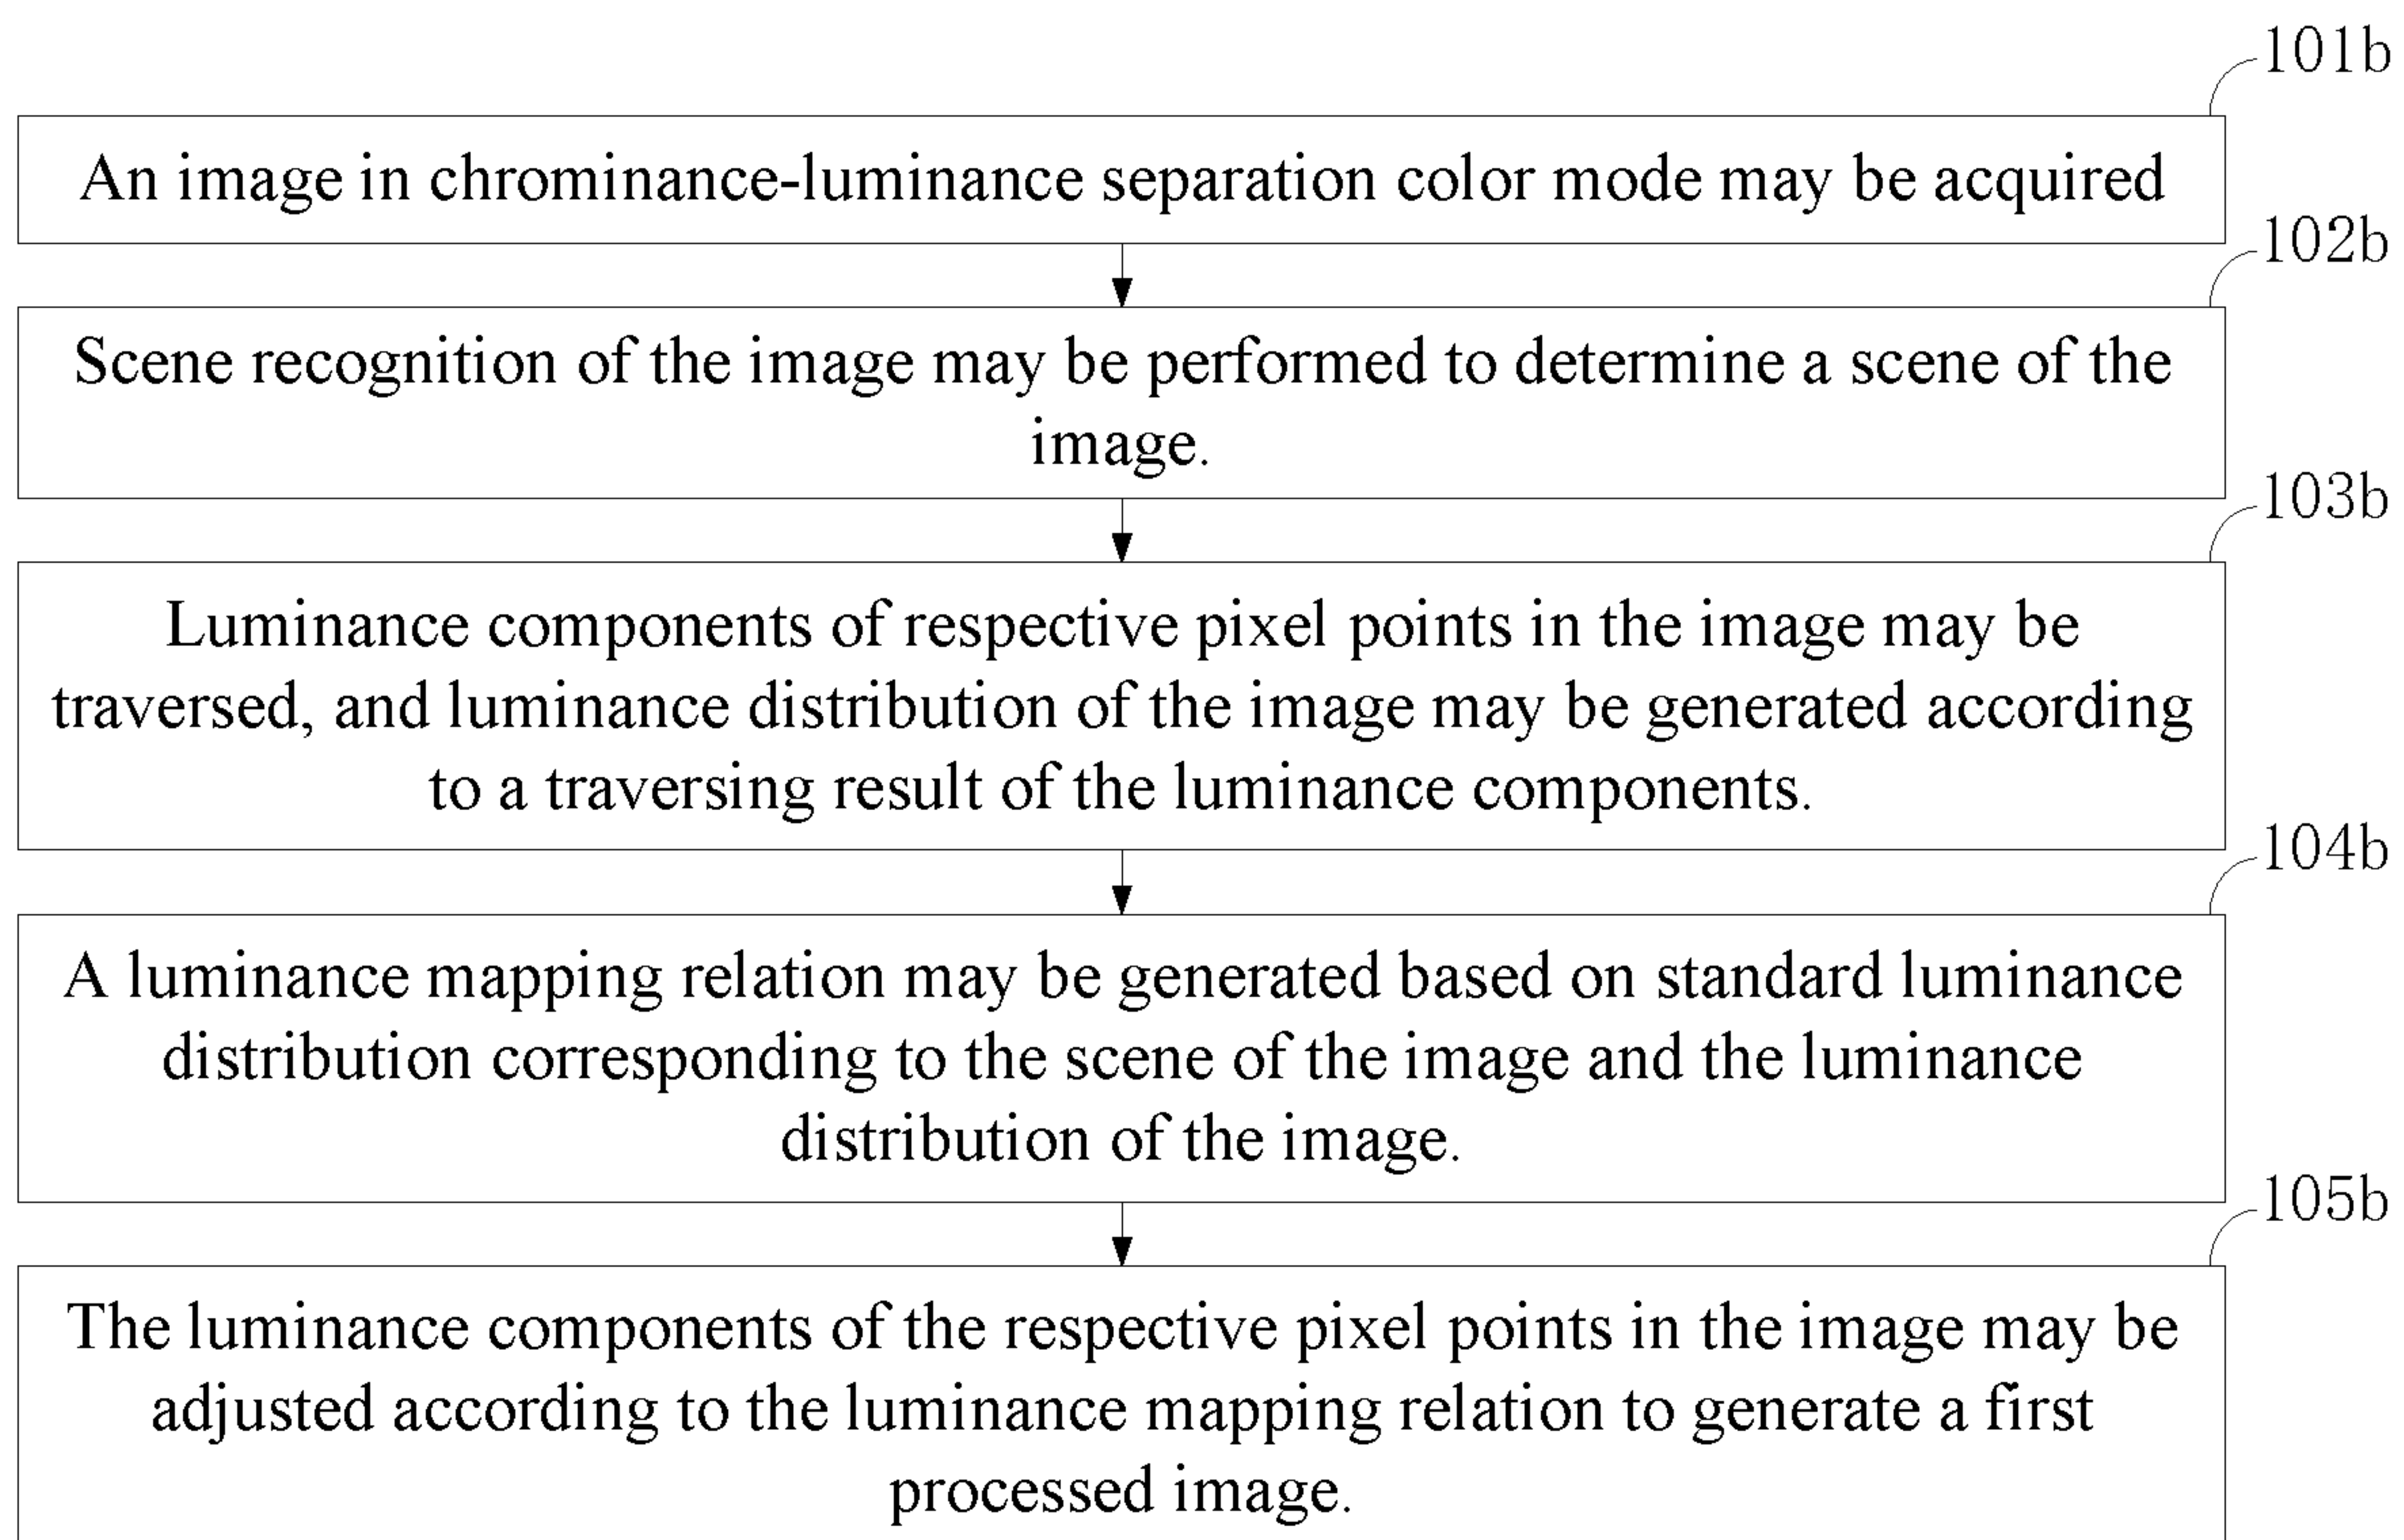 101b
An image in chrominance-luminance separation color mode may be acquired
102b
Scene recognition of the image may be performed to determine a scene of the
image.
103b
Luminance components of respective pixel points in the image may be
traversed, and luminance distribution of the image may be generated according
to a traversing result of the luminance components.
104b
A luminance mapping relation may be generated based on standard luminance
distribution corresponding to the scene of the image and the luminance
distribution of the image.
105b
The luminance components of the respective pixel points in the image may be
adjusted according to the luminance mapping relation to generate a first
processed image.